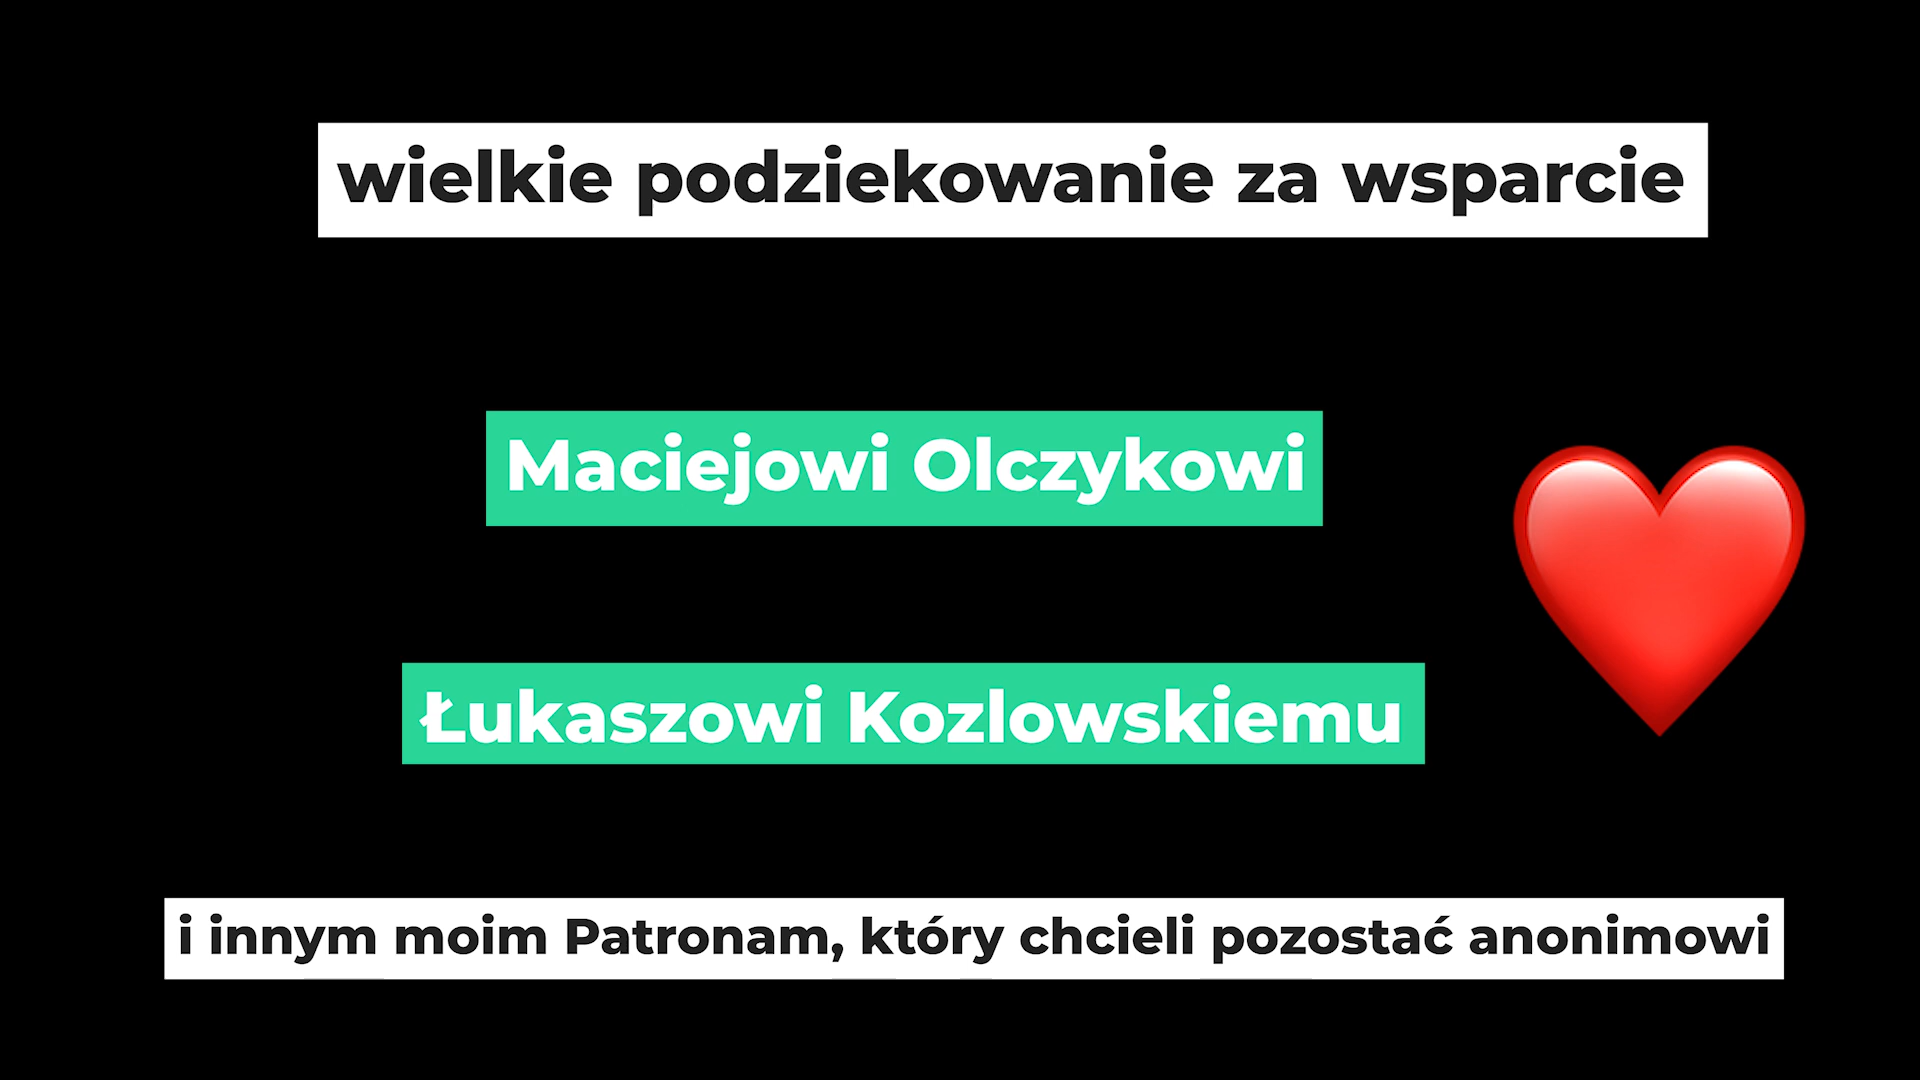 wielkie podziekowanie za wsparcie
Maciejowi Olczykowi
Łukaszowi Kozlowskiemu
i innym moim Patronam, który chcieli pozostać anonimowi